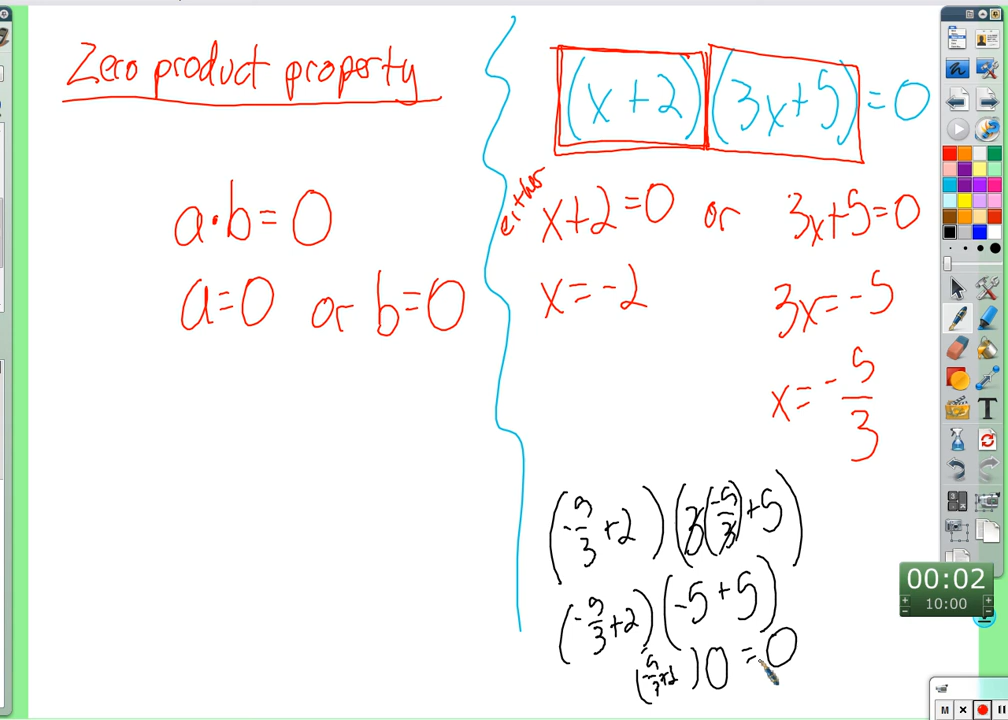 Zero product property
a·b=0
a=0 or b=0
(x+2)(3x+5)=0
either x+2=0 or 3x+5=0
x=-2 3x=-5
x=-5/3
(-5/3+2)(3(-5/3)+5)
(-5/3+2)(-5+5)
(-5/3+2)0=0
00:02
10:00
T
M